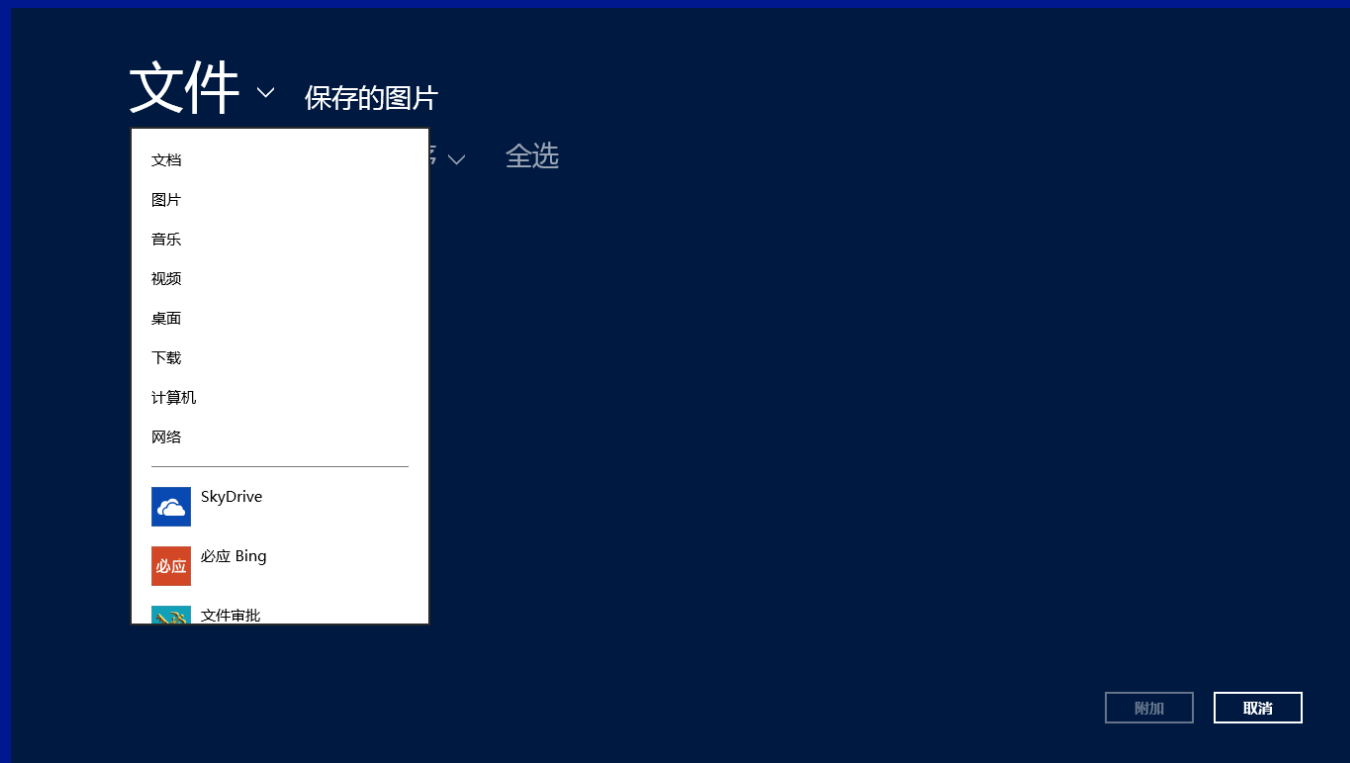 文件 保存的图片
全选
文档
图片
音乐
视频
桌面
下载
计算机
网络
SkyDrive
必应 必应 Bing
文件审批
附加 取消